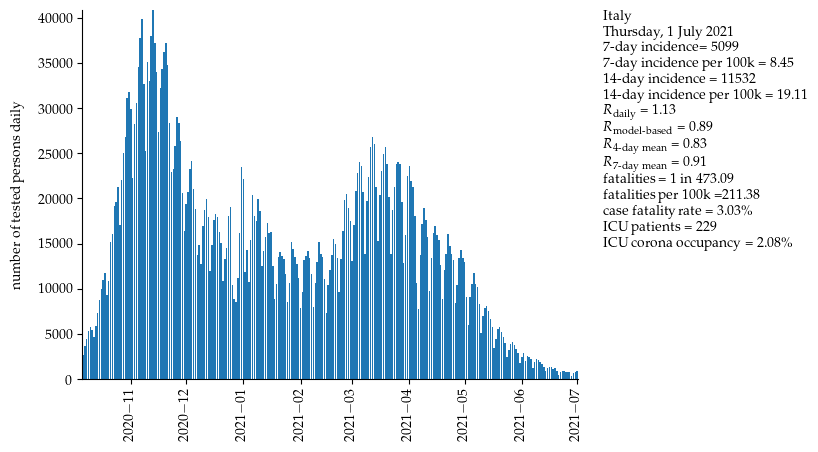 40000
35000
30000
25000
20000
15000
10000
5000
0
number of tested persons daily
2020−11
2020−12
2021−01
2021−02
2021−03
2021−04
2021−05
2021−06
2021−07
Italy
Thursday, 1 July 2021
7-day incidence= 5099
7-day incidence per 100k = 8.45
14-day incidence = 11532
14-day incidence per 100k = 19.11
R daily = 1.13
R model-based = 0.89
R 4-day mean = 0.83
R 7-day mean = 0.91
fatalities = 1 in 473.09
fatalities per 100k =211.38
case fatality rate = 3.03%
ICU patients = 229
ICU corona occupancy = 2.08%